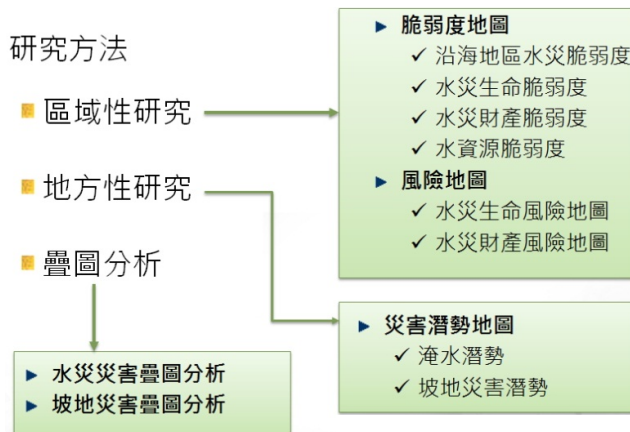 研究方法
區域性研究
地方性研究
疊圖分析
脆弱度地圖
沿海地區水災脆弱度
水災生命脆弱度
水災財產脆弱度
水資源脆弱度
風險地圖
水災生命風險地圖
水災財產風險地圖
災害潛勢地圖
淹水潛勢
坡地災害潛勢
水災災害疊圖分析
坡地災害疊圖分析